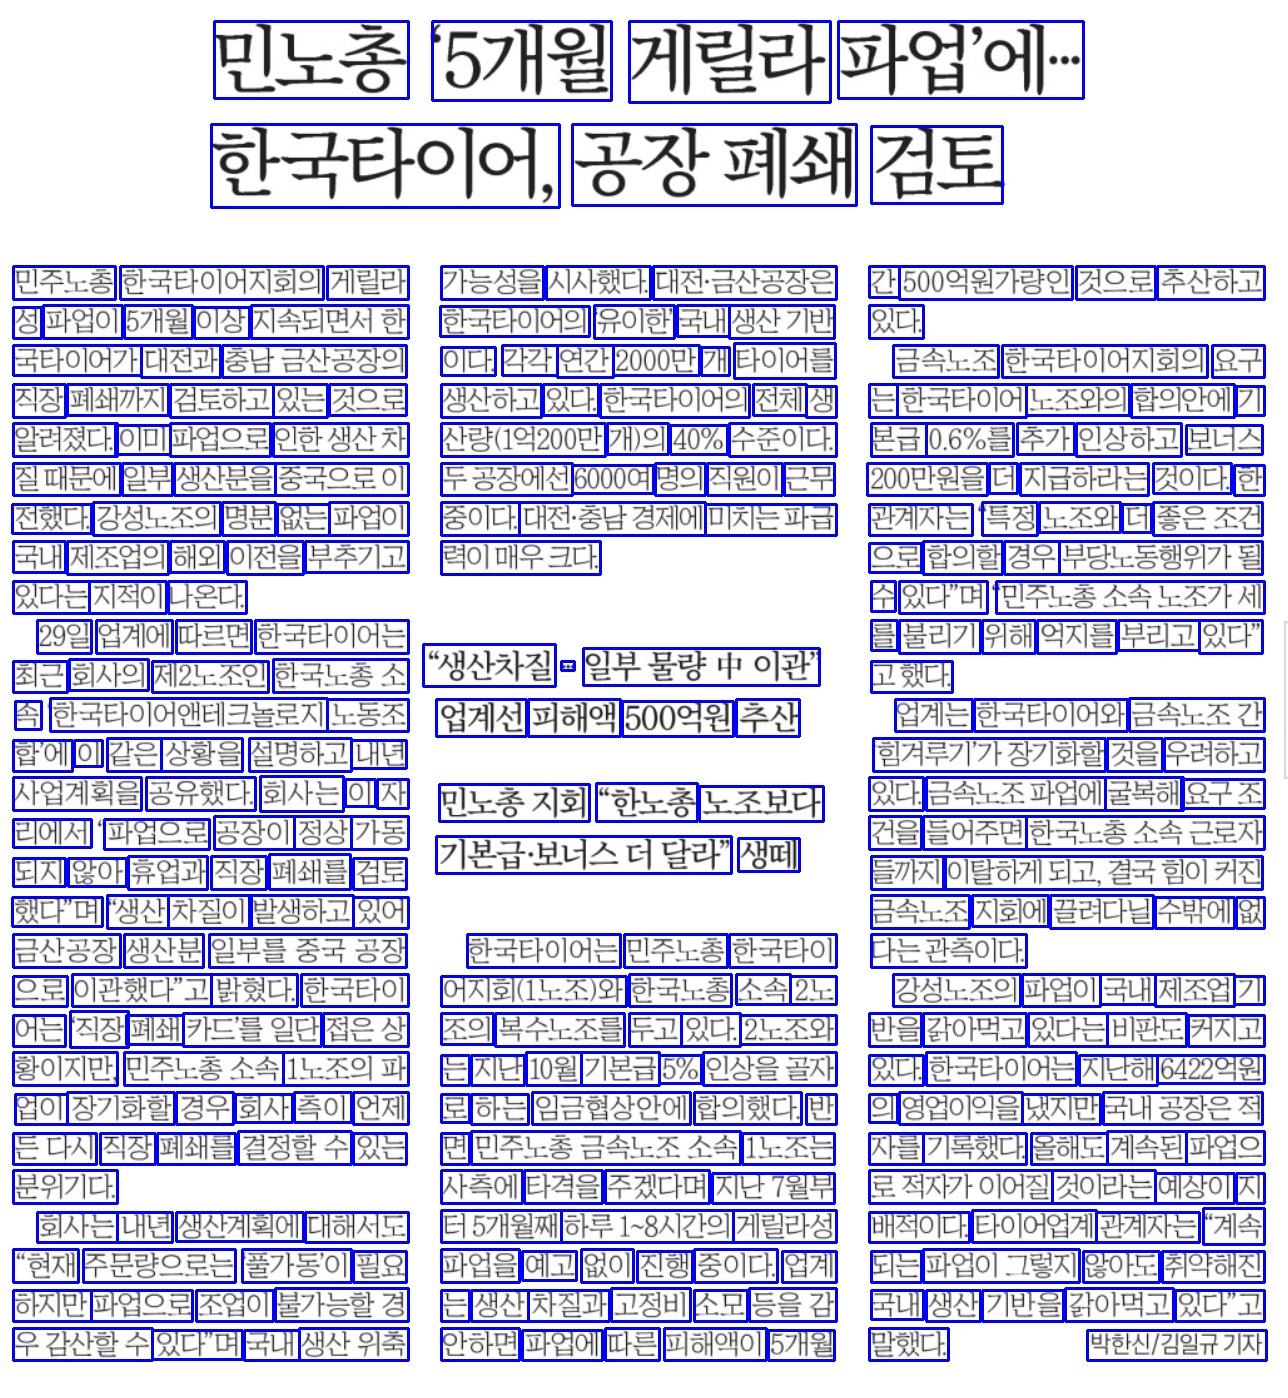 민노총 ‘5개월 게릴라 파업’에…
한국타이어, 공장 폐쇄 검토
민주노총 한국타이어지회의 게릴라
성 파업이 5개월 이상 지속되면서 한
국타이어가 대전과 충남 금산공장의
직장 폐쇄까지 검토하고 있는 것으로
알려졌다. 이미 파업으로 인한 생산 차
질 때문에 일부 생산분을 중국으로 이
전했다. 강성노조의 명분 없는 파업이
국내 제조업의 해외 이전을 부추기고
있다는 지적이 나온다.
29일 업계에 따르면 한국타이어는
최근 회사의 제2노조인 한국노총 소
속 ‘한국타이어앤테크놀로지 노동조
합’에 이 같은 상황을 설명하고 내년
사업계획을 공유했다. 회사는 이 자
리에서 “파업으로 공장이 정상 가동
되지 않아 휴업과 직장 폐쇄를 검토
했다”며 “생산 차질이 발생하고 있어
금산공장 생산분 일부를 중국 공장
으로 이관했다”고 밝혔다. 한국타이
어는 ‘직장 폐쇄 카드’를 일단 접은 상
황이지만, 민주노총 소속 1노조의 파
업이 장기화할 경우 회사 측이 언제
든 다시 직장 폐쇄를 결정할 수 있는
분위기다.
회사는 내년 생산계획에 대해서도
“현재 주문량으로는 ‘풀가동’이 필요
하지만 파업으로 조업이 불가능할 경
우 감산할 수 있다”며 국내 생산 위축
가능성을 시사했다. 대전·금산공장은
한국타이어의 ‘유이한’ 국내 생산 기반
이다. 각각 연간 2000만 개 타이어를
생산하고 있다. 한국타이어의 전체 생
산량(1억200만 개)의 40% 수준이다.
두 공장에선 6000여 명의 직원이 근무
중이다. 대전·충남 경제에 미치는 파급
력이 매우 크다.
“생산차질… 일부 물량 中 이관”
업계선 피해액 500억원 추산
민노총 지회 “한노총 노조보다
기본급·보너스 더 달라” 생떼
한국타이어는 민주노총 한국타이
어지회(1노조)와 한국노총 소속 2노
조의 복수노조를 두고 있다. 2노조와
는 지난 10월 기본급 5% 인상을 골자
로 하는 임금협상안에 합의했다. 반
면 민주노총 금속노조 소속 1노조는
사측에 타격을 주겠다며 지난 7월부
터 5개월째 하루 1~8시간의 게릴라성
파업을 예고 없이 진행 중이다. 업계
는 생산 차질과 고정비 소모 등을 감
안하면 파업에 따른 피해액이 5개월
간 500억원가량인 것으로 추산하고
있다.
금속노조 한국타이어지회의 요구
는 한국타이어 노조와의 합의안에 기
본급 0.6%를 추가 인상하고 보너스
200만원을 더 지급하라는 것이다. 한
관계자는 “특정 노조와 더 좋은 조건
으로 합의할 경우 부당노동행위가 될
수 있다”며 “민주노총 소속 노조가 세
를 불리기 위해 억지를 부리고 있다”
고 했다.
업계는 한국타이어와 금속노조 간
‘힘겨루기’가 장기화할 것을 우려하고
있다. 금속노조 파업에 굴복해 요구 조
건을 들어주면 한국노총 소속 근로자
들까지 이탈하게 되고, 결국 힘이 커진
금속노조 지회에 끌려다닐 수밖에 없
다는 관측이다.
강성노조의 파업이 국내 제조업 기
반을 갉아먹고 있다는 비판도 커지고
있다. 한국타이어는 지난해 6422억원
의 영업이익을 냈지만 국내 공장은 적
자를 기록했다. 올해도 계속된 파업으
로 적자가 이어질 것이라는 예상이 지
배적이다. 타이어업계 관계자는 “계속
되는 파업이 그렇지 않아도 취약해진
국내 생산 기반을 갉아먹고 있다”고
말했다.
박한신/김일규 기자